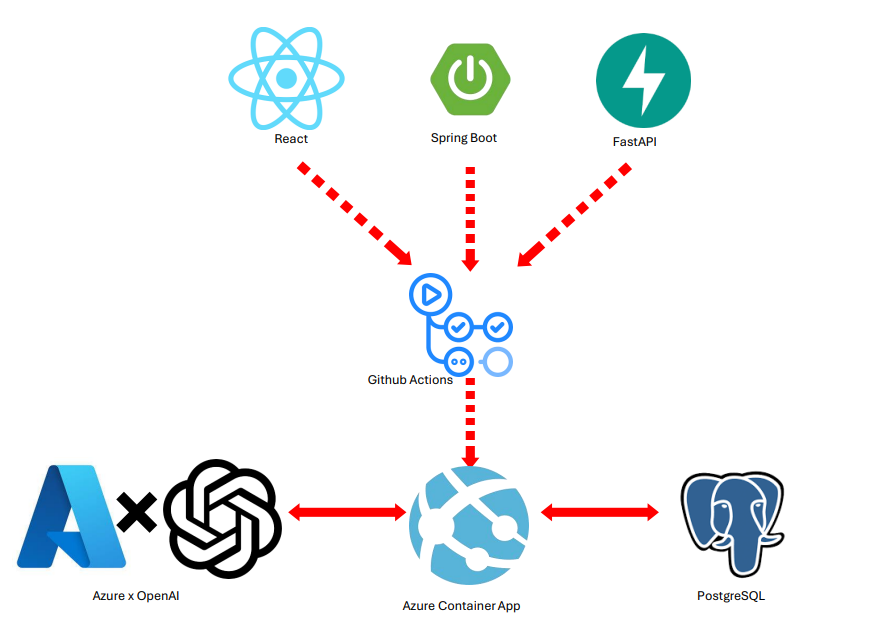 React
Spring Boot
FastAPI
Github Actions
Azure x OpenAI
Azure Container App
PostgreSQL